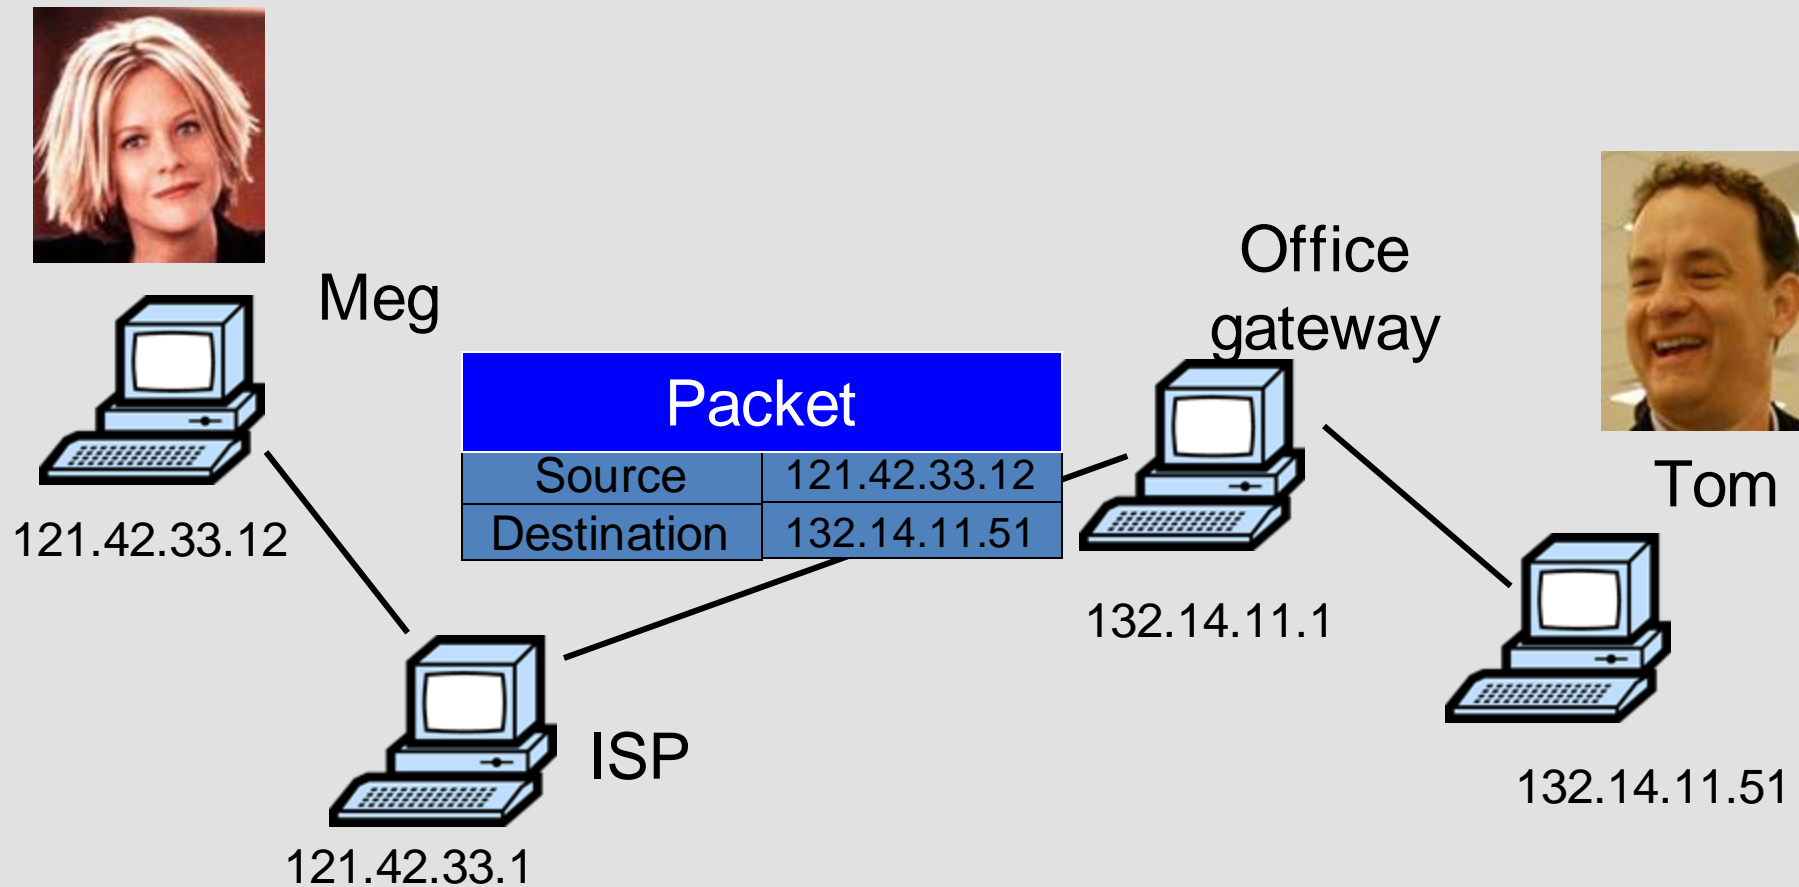 Meg
121.42.33.12
Packet
Source 121.42.33.12
Destination 132.14.11.51
Office
gateway
132.14.11.1
Tom
132.14.11.51
ISP
121.42.33.1